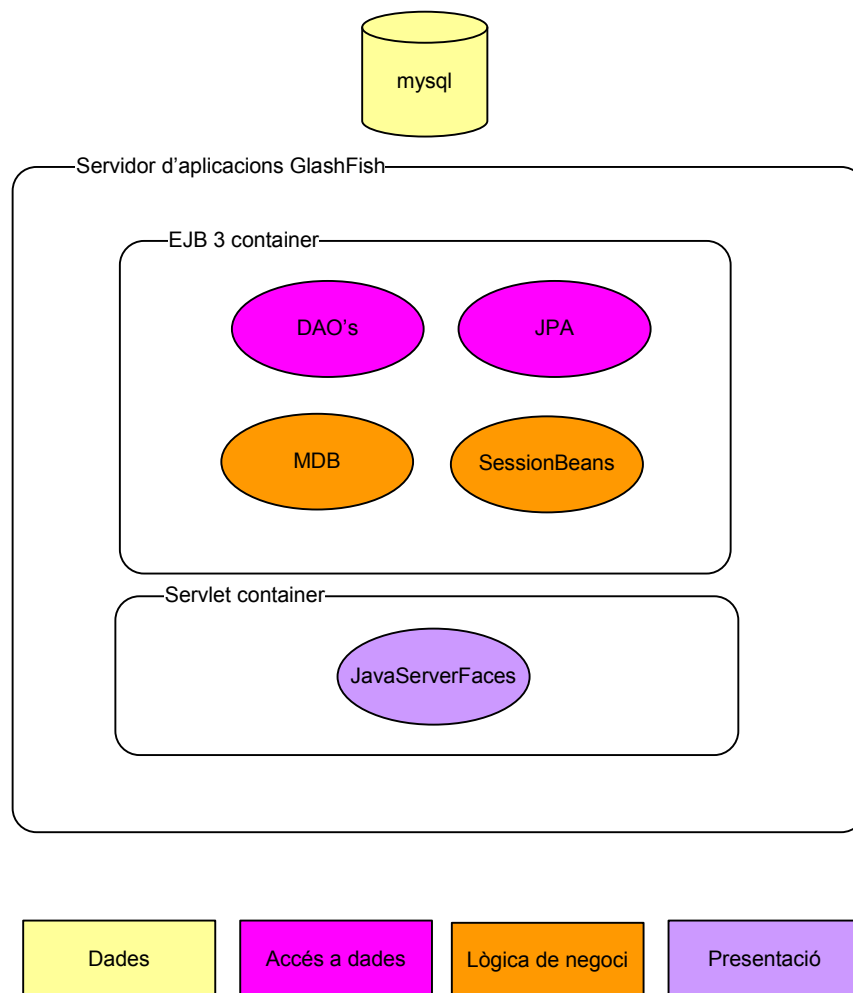 mysql
Servidor d'aplicacions GlashFish
EJB 3 container
DAO's
JPA
MDB
SessionBeans
Servlet container
JavaServerFaces
Dades
Accés a dades
Lògica de negoci
Presentació